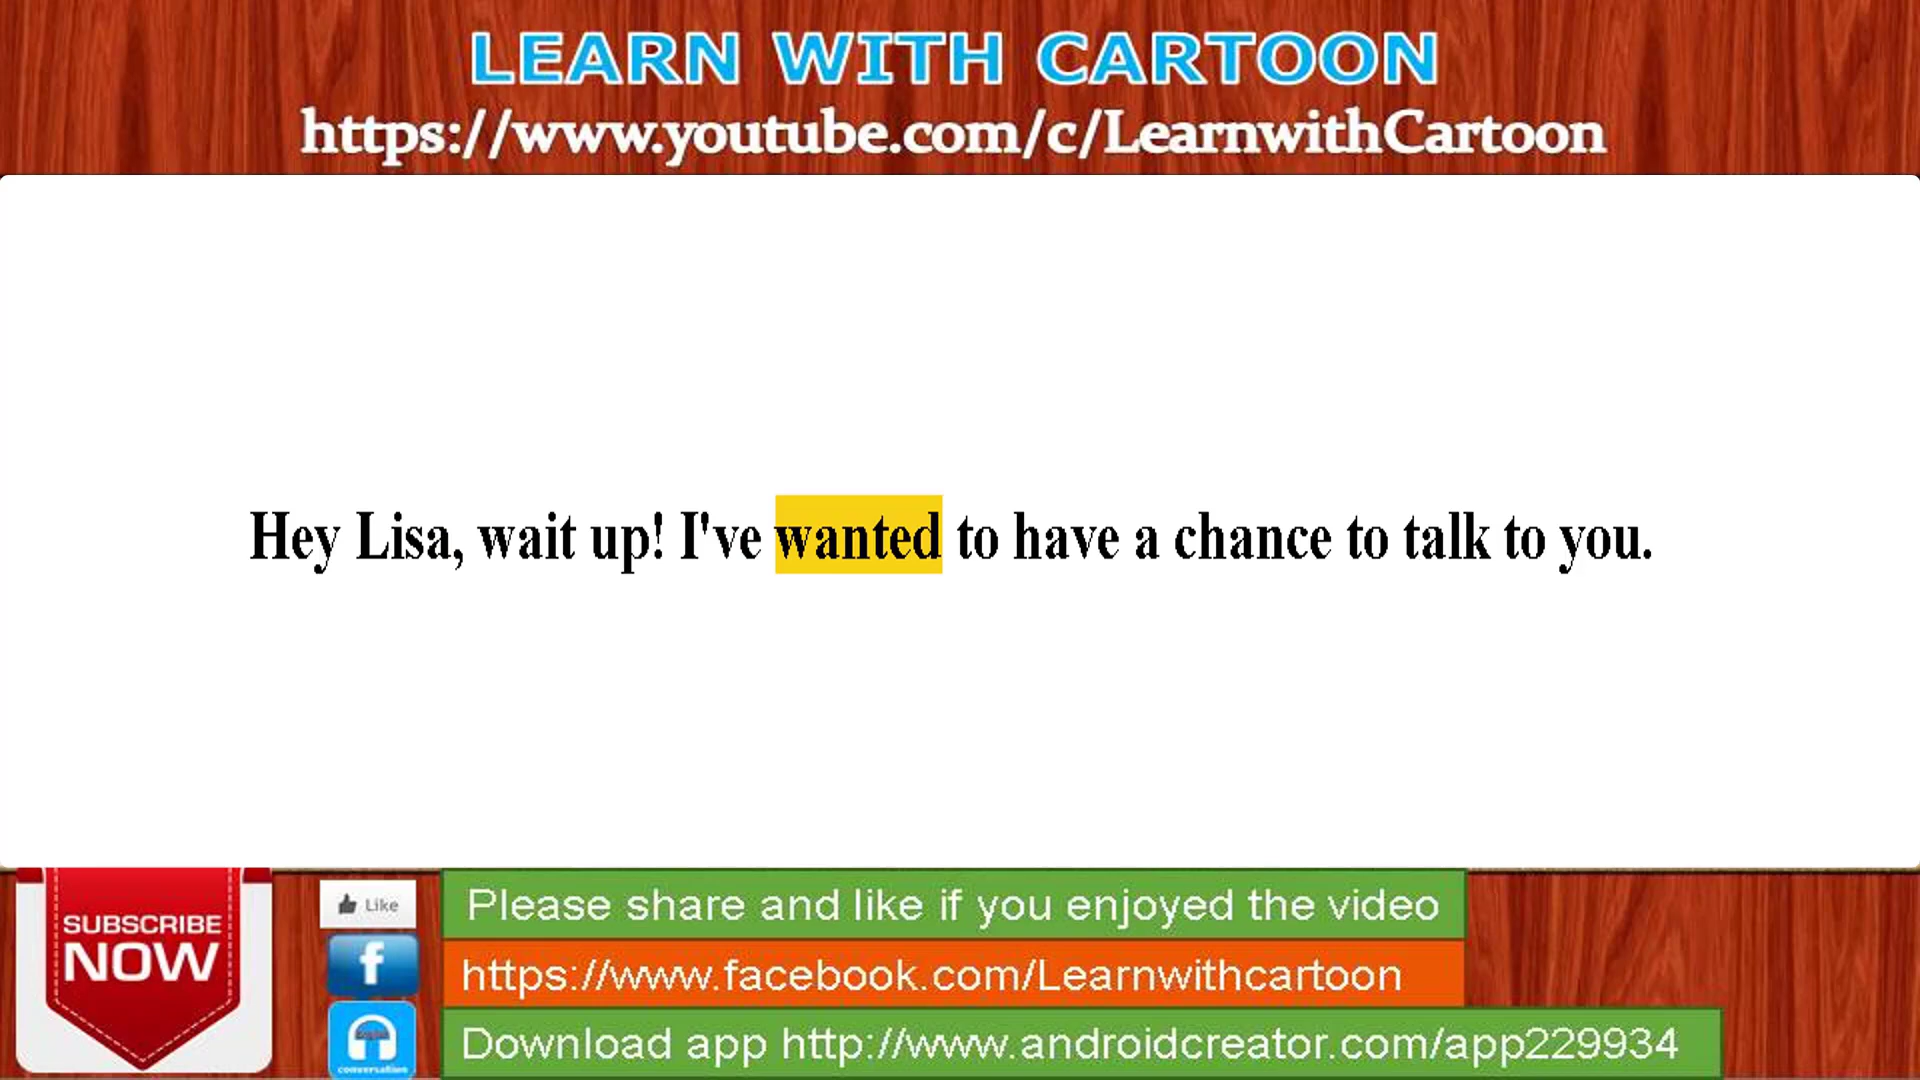 LEARN WITH CARTOON
https://www.youtube.com/c/LearnwithCartoon
Hey Lisa, wait up! I've wanted to have a chance to talk to you.
SUBSCRIBE
NOW
Like
Please share and like if you enjoyed the video
f
https://www.facebook.com/Learnwithcartoon
English
conversation
Download app http://www.androidcreator.com/app229934